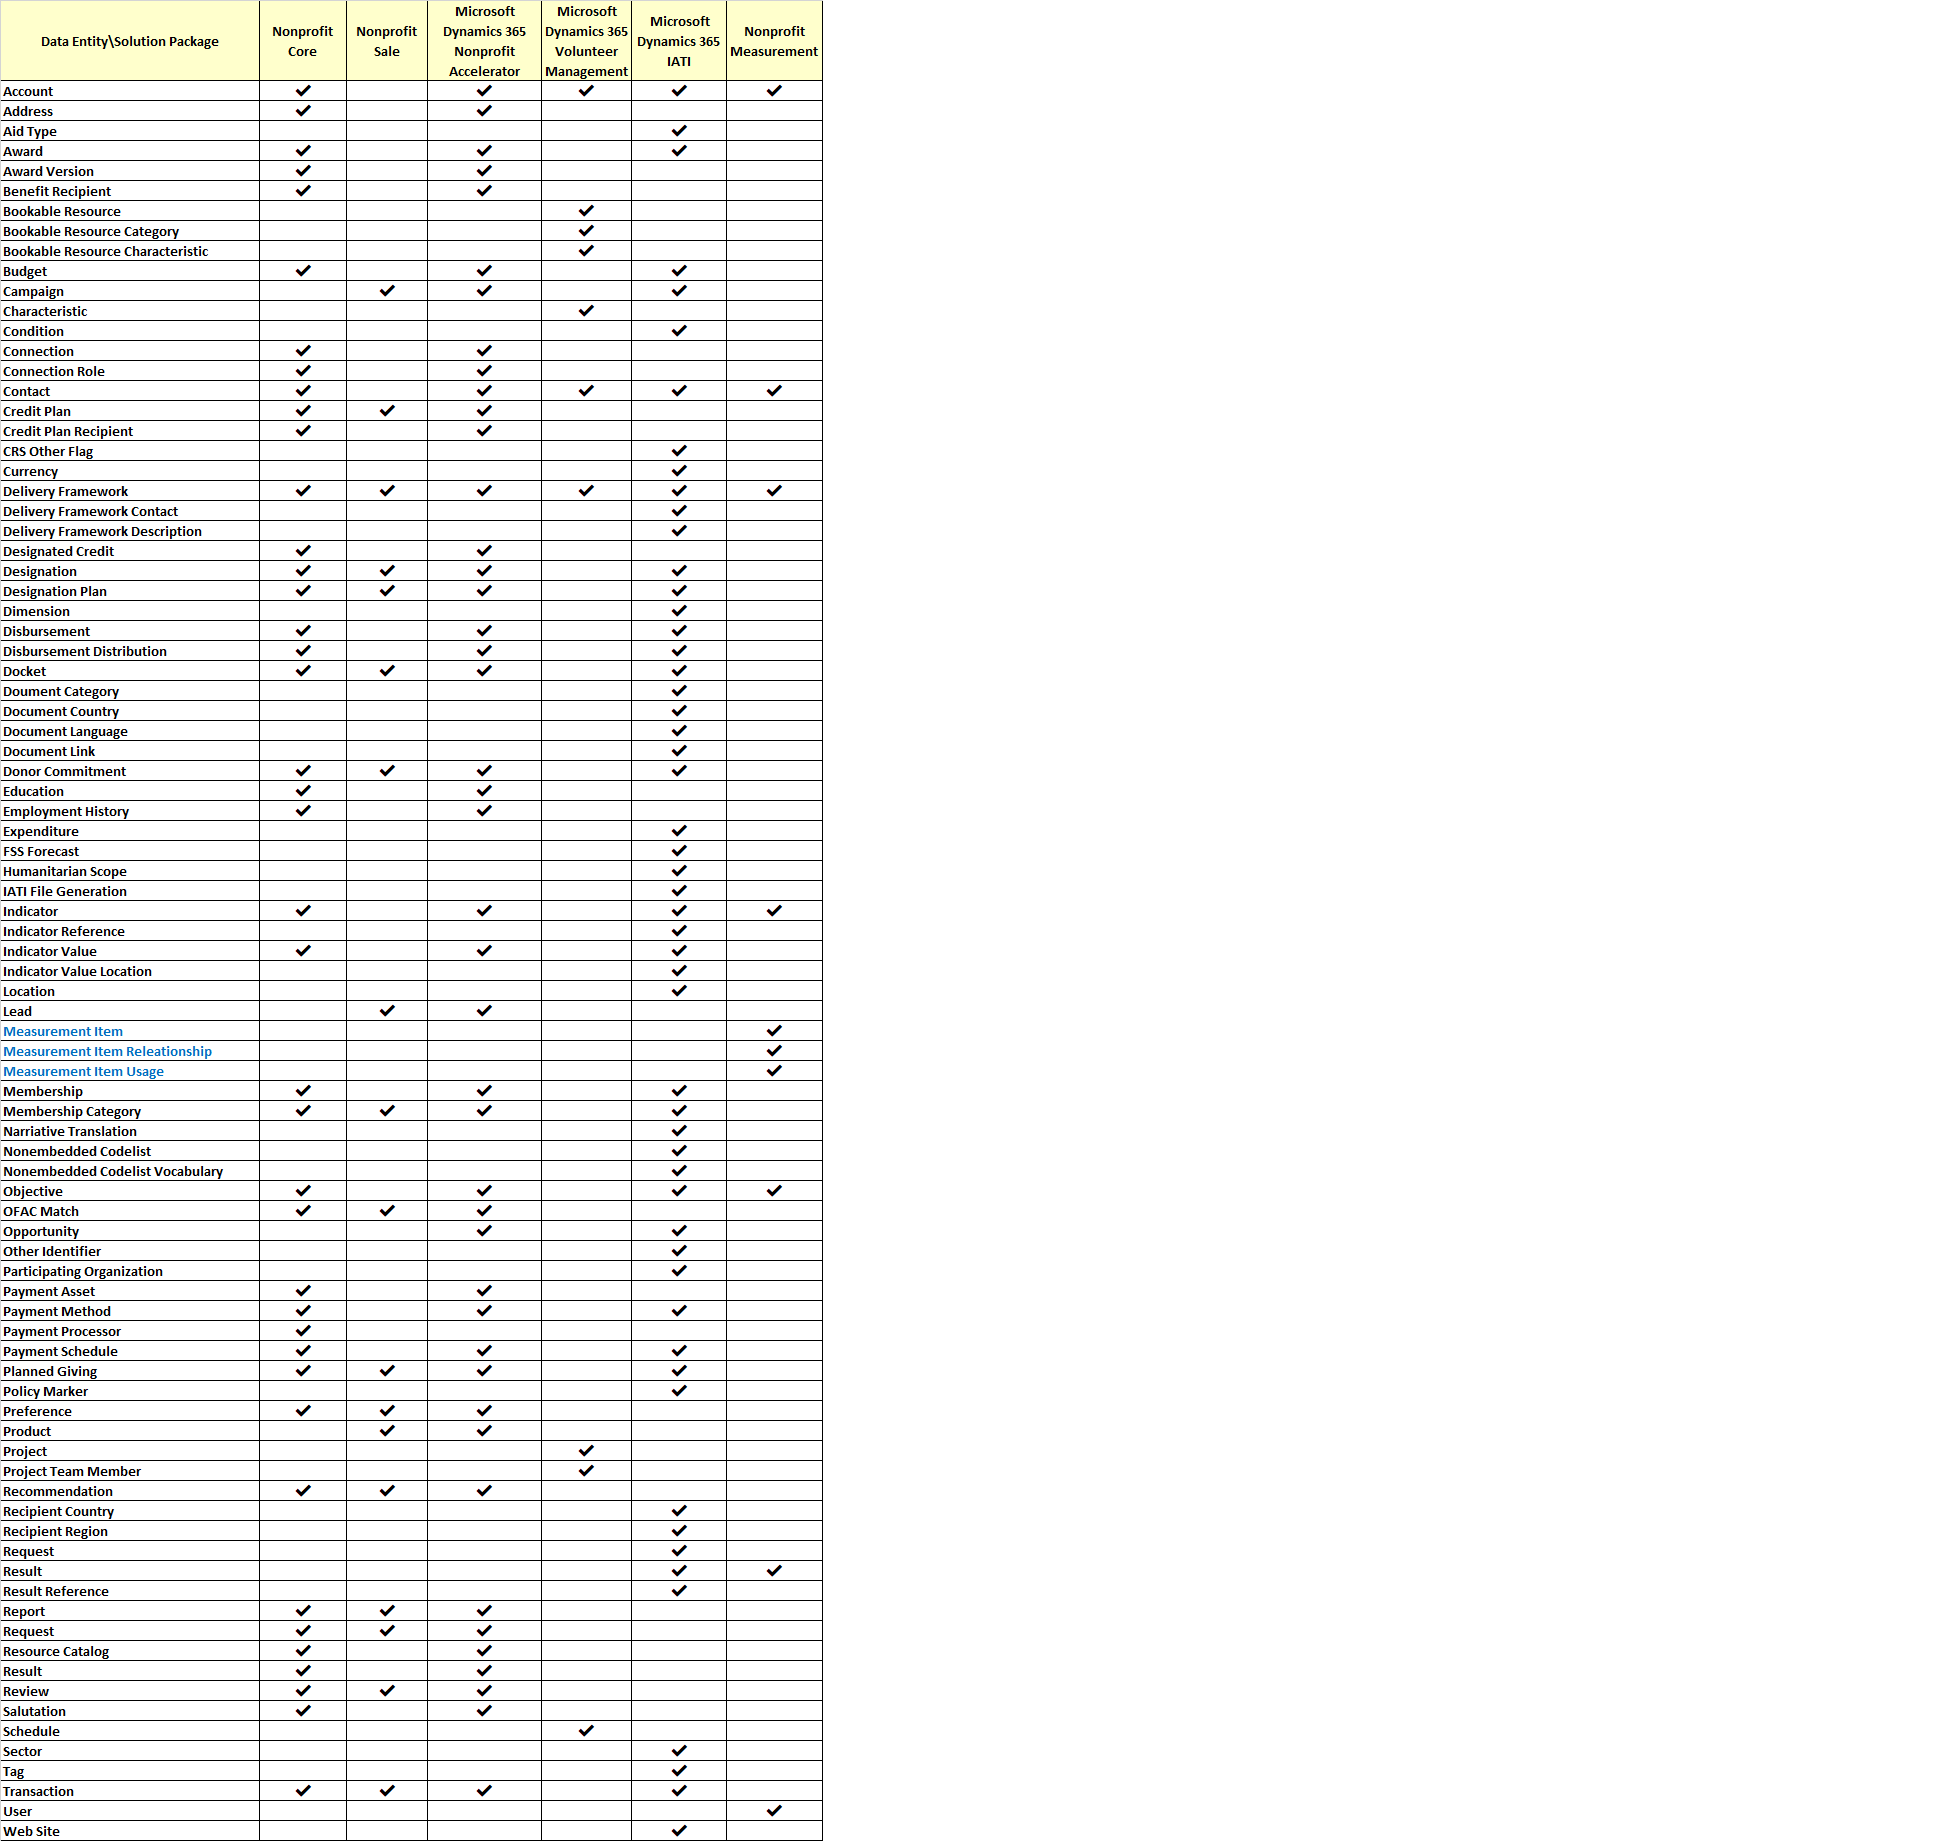 Data Entity\Solution Package
Nonprofit
Core
Nonprofit
Sale
Microsoft
Dynamics 365
Nonprofit
Accelerator
Microsoft
Dynamics 365
Volunteer
Management
Microsoft
Dynamics 365
IATI
Nonprofit
Measurement
Account ✔ ✔ ✔ ✔ ✔
Address ✔ ✔
Aid Type ✔
Award ✔ ✔ ✔
Award Version ✔ ✔
Benefit Recipient ✔ ✔
Bookable Resource ✔
Bookable Resource Category ✔
Bookable Resource Characteristic ✔
Budget ✔ ✔ ✔
Campaign ✔ ✔ ✔
Characteristic ✔
Condition ✔
Connection ✔ ✔
Connection Role ✔ ✔
Contact ✔ ✔ ✔ ✔ ✔
Credit Plan ✔ ✔ ✔
Credit Plan Recipient ✔ ✔
CRS Other Flag ✔
Currency ✔
Delivery Framework ✔ ✔ ✔ ✔ ✔ ✔
Delivery Framework Contact ✔
Delivery Framework Description ✔
Designated Credit ✔ ✔
Designation ✔ ✔ ✔ ✔
Designation Plan ✔ ✔ ✔ ✔
Dimension ✔
Disbursement ✔ ✔ ✔
Disbursement Distribution ✔ ✔ ✔
Docket ✔ ✔ ✔ ✔
Doument Category ✔
Document Country ✔
Document Language ✔
Document Link ✔
Donor Commitment ✔ ✔ ✔ ✔
Education ✔ ✔
Employment History ✔ ✔
Expenditure ✔
FSS Forecast ✔
Humanitarian Scope ✔
IATI File Generation ✔
Indicator ✔ ✔ ✔ ✔
Indicator Reference ✔
Indicator Value ✔ ✔ ✔
Indicator Value Location ✔
Location ✔
Lead ✔ ✔
Measurement Item ✔
Measurement Item Releationship ✔
Measurement Item Usage ✔
Membership ✔ ✔ ✔
Membership Category ✔ ✔ ✔ ✔
Narriative Translation ✔
Nonembedded Codelist ✔
Nonembedded Codelist Vocabulary ✔
Objective ✔ ✔ ✔ ✔
OFAC Match ✔ ✔ ✔
Opportunity ✔ ✔
Other Identifier ✔
Participating Organization ✔
Payment Asset ✔ ✔
Payment Method ✔ ✔ ✔
Payment Processor ✔
Payment Schedule ✔ ✔ ✔
Planned Giving ✔ ✔ ✔ ✔
Policy Marker ✔
Preference ✔ ✔ ✔
Product ✔ ✔
Project ✔
Project Team Member ✔
Recommendation ✔ ✔ ✔
Recipient Country ✔
Recipient Region ✔
Request ✔
Result ✔ ✔
Result Reference ✔
Report ✔ ✔ ✔
Request ✔ ✔ ✔
Resource Catalog ✔ ✔
Result ✔ ✔
Review ✔ ✔ ✔
Salutation ✔ ✔
Schedule ✔
Sector ✔
Tag ✔
Transaction ✔ ✔ ✔ ✔
User ✔
Web Site ✔